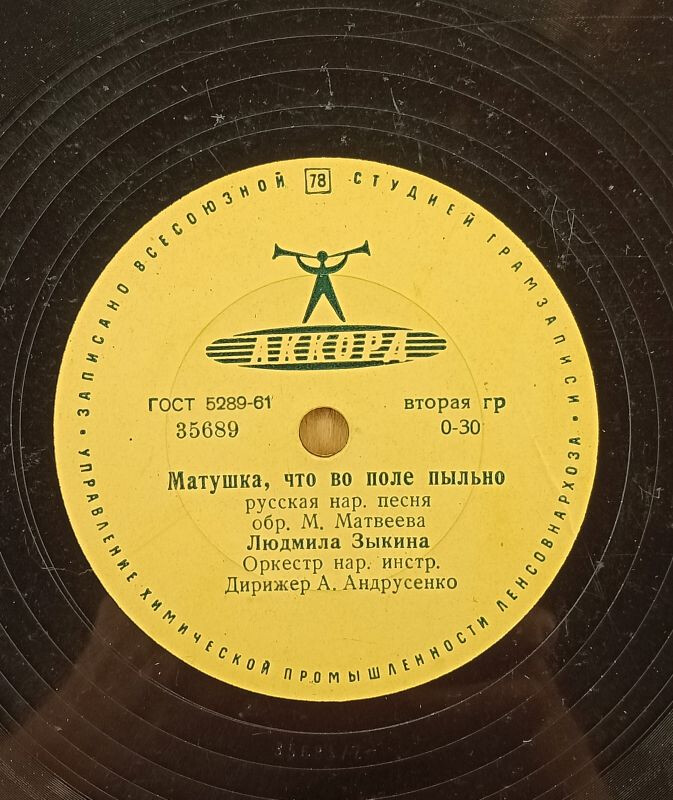 ЗАПИСАНО ВСЕСОЮЗНОЙ 78 СТУДИЕЙ ГРАМЗАПИСИ
АККОРД
ГОСТ 5289-61 вторая гр
35689 0-30
Матушка, что во поле пыльно
русская нар. песня
обр. М. Матвеева
Людмила Зыкина
Оркестр нар. инстр.
Дирижер А. Андрусенко
УПРАВЛЕНИЕ ХИМИЧЕСКОЙ ПРОМЫШЛЕННОСТИ ЛЕНСОВНАРХОЗА